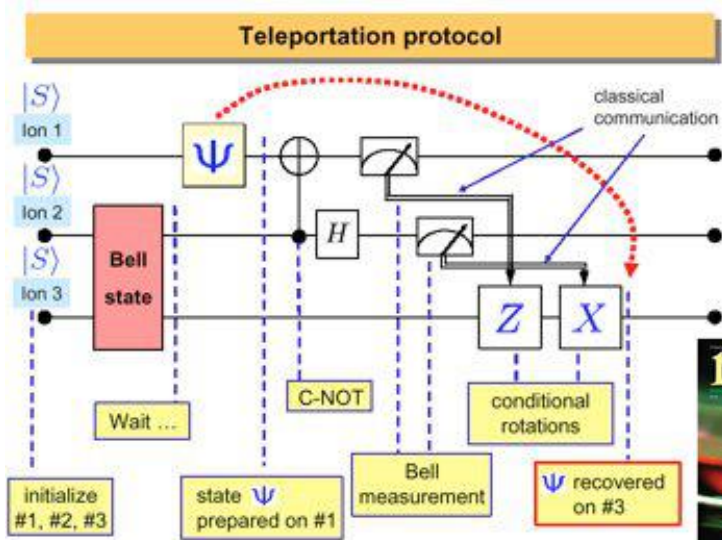 Teleportation protocol
|S⟩
Ion 1
Ψ
classical
communication
|S⟩
Ion 2
Bell
state
H
|S⟩
Ion 3
Z
X
Wait ...
C-NOT
conditional
rotations
initialize
#1, #2, #3
state Ψ
prepared on #1
Bell
measurement
Ψ recovered
on #3